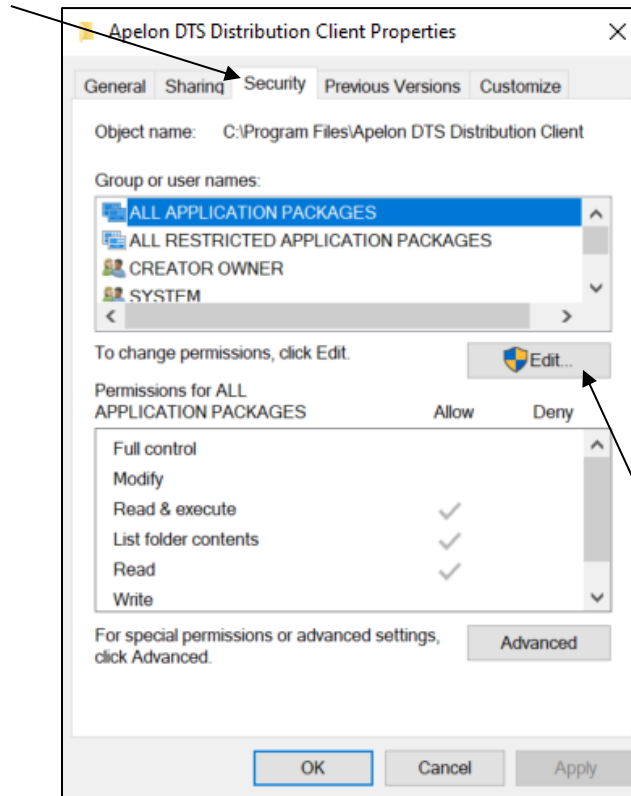 Apelon DTS Distribution Client Properties
General Sharing Security Previous Versions Customize
Object name: C:\Program Files\Apelon DTS Distribution Client
Group or user names:
ALL APPLICATION PACKAGES
ALL RESTRICTED APPLICATION PACKAGES
CREATOR OWNER
SYSTEM
To change permissions, click Edit.
Edit...
Permissions for ALL
APPLICATION PACKAGES Allow Deny
Full control
Modify
Read & execute
List folder contents
Read
Write
For special permissions or advanced settings,
click Advanced.
Advanced
OK Cancel Apply